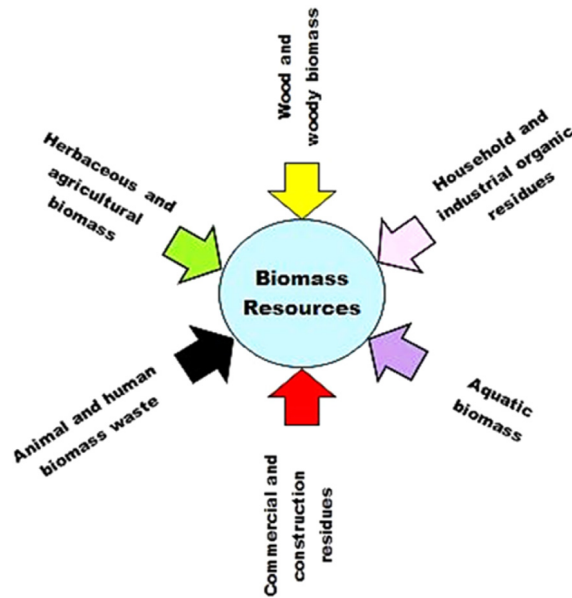 Wood and
woody biomass
Household and
industrial organic
residues
Herbaceous and
agricultural
biomass
Biomass
Resources
Animal and human
biomass waste
Aquatic
biomass
Commercial and
construction
residues